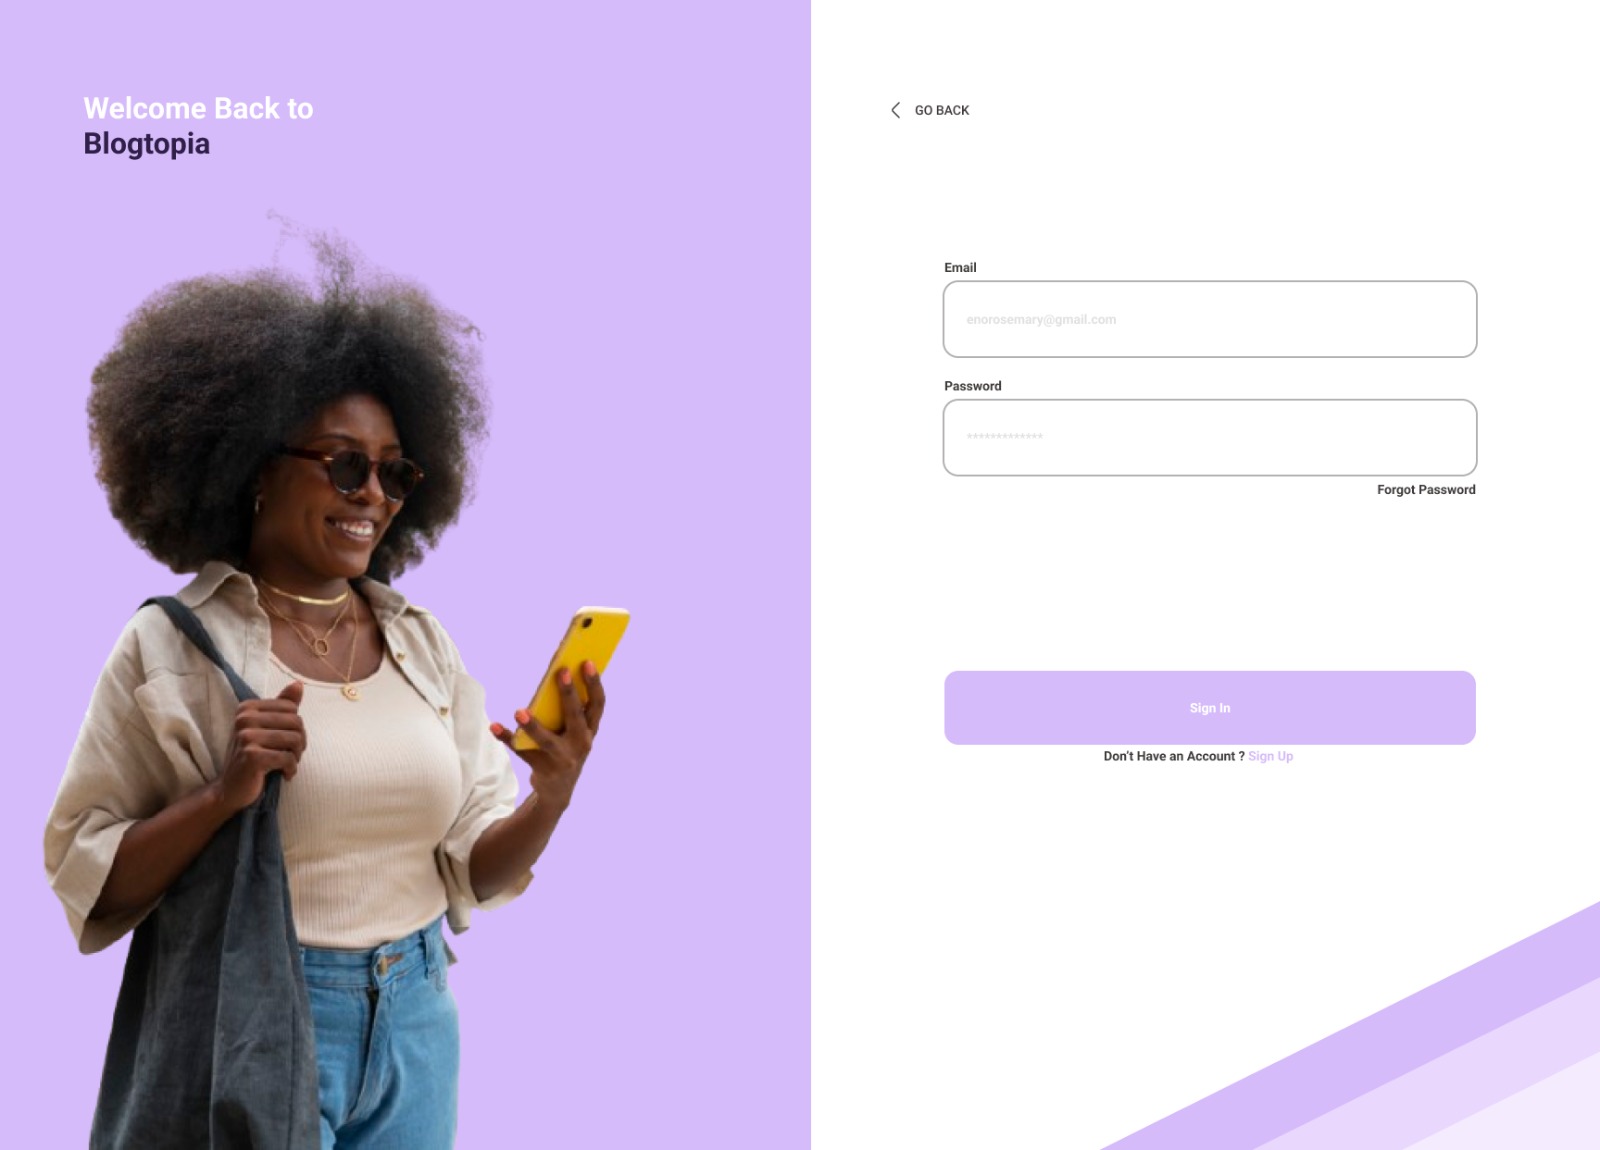 Welcome Back to
Blogtopia
GO BACK
Email
enorosemary@gmail.com
Password
*************
Forgot Password
Sign In
Don't Have an Account ? Sign Up